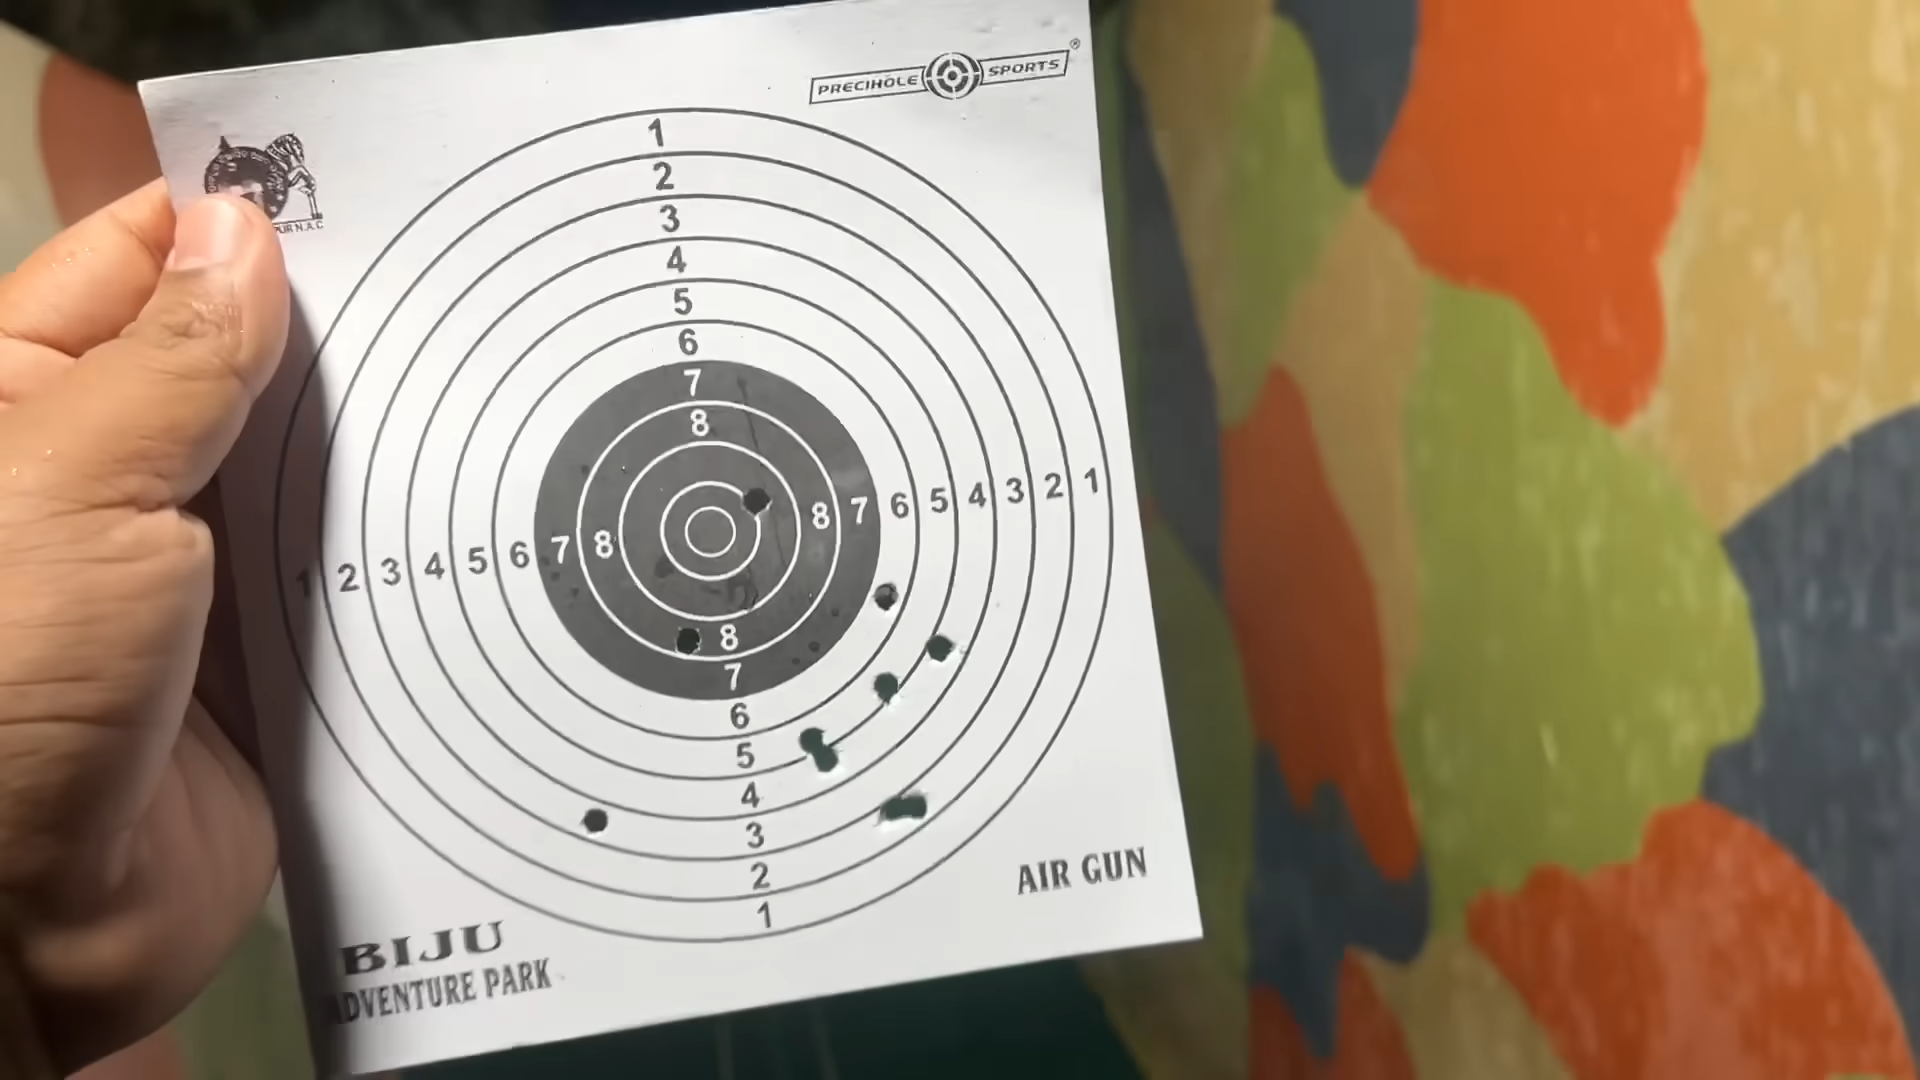 PRECIHOLE SPORTS ®
UR N.A.C
1
2
3
4
5
6
7
8
1 2 3 4 5 6 7 8 8 7 6 5 4 3 2 1
8
7
6
5
4
3
2
1
AIR GUN
BIJU
ADVENTURE PARK